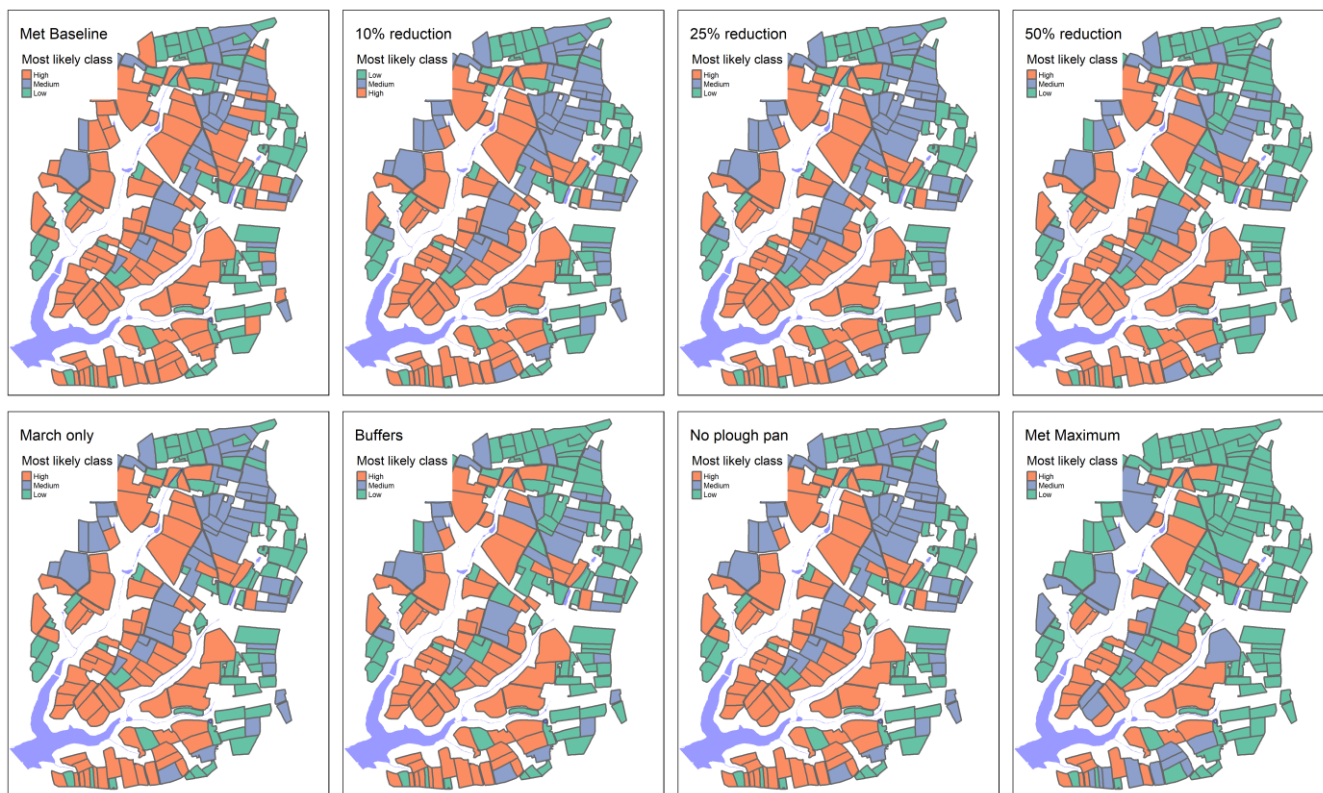 Met Baseline
Most likely class
High
Medium
Low
10% reduction
Most likely class
Low
Medium
High
25% reduction
Most likely class
High
Medium
Low
50% reduction
Most likely class
High
Medium
Low
March only
Most likely class
High
Medium
Low
Buffers
Most likely class
High
Medium
Low
No plough pan
Most likely class
High
Medium
Low
Met Maximum
Most likely class
High
Medium
Low